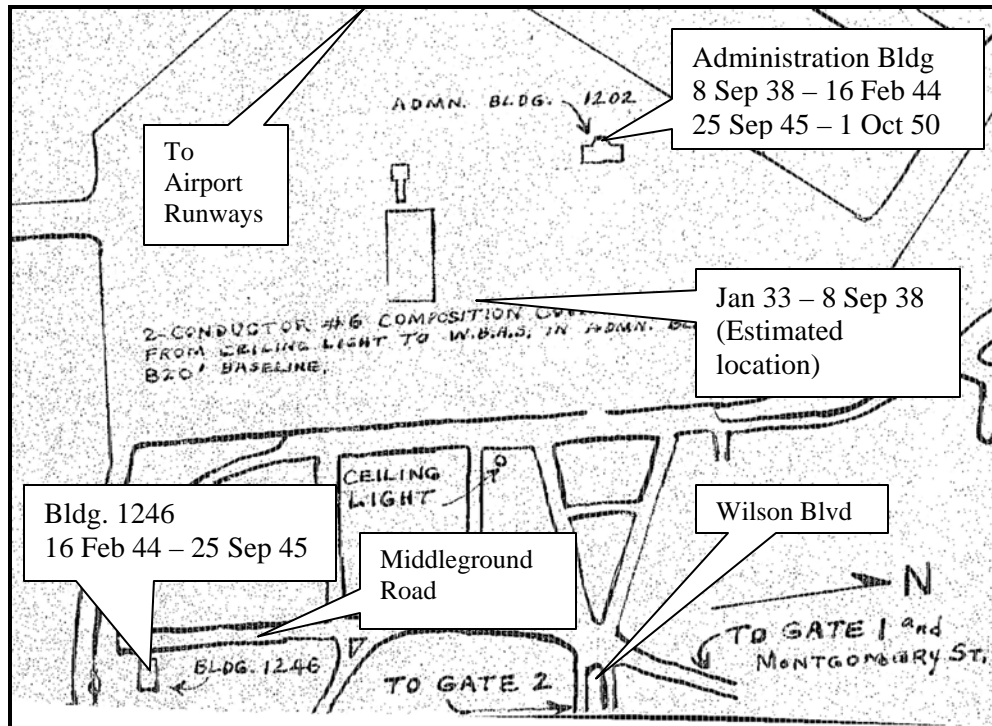 Administration Bldg
8 Sep 38 – 16 Feb 44
25 Sep 45 – 1 Oct 50
ADMN. BLDG. 1202
To
Airport
Runways
Jan 33 – 8 Sep 38
(Estimated
location)
2-CONDUCTOR #6 COMPOSITION
FROM CEILING LIGHT TO W.B.A.S. IN ADMN.
820' BASELINE.
CEILING
LIGHT
Bldg. 1246
16 Feb 44 – 25 Sep 45
Middleground
Road
Wilson Blvd
N
TO GATE 1 and
MONTGOMERY ST.
BLDG. 1246
TO GATE 2